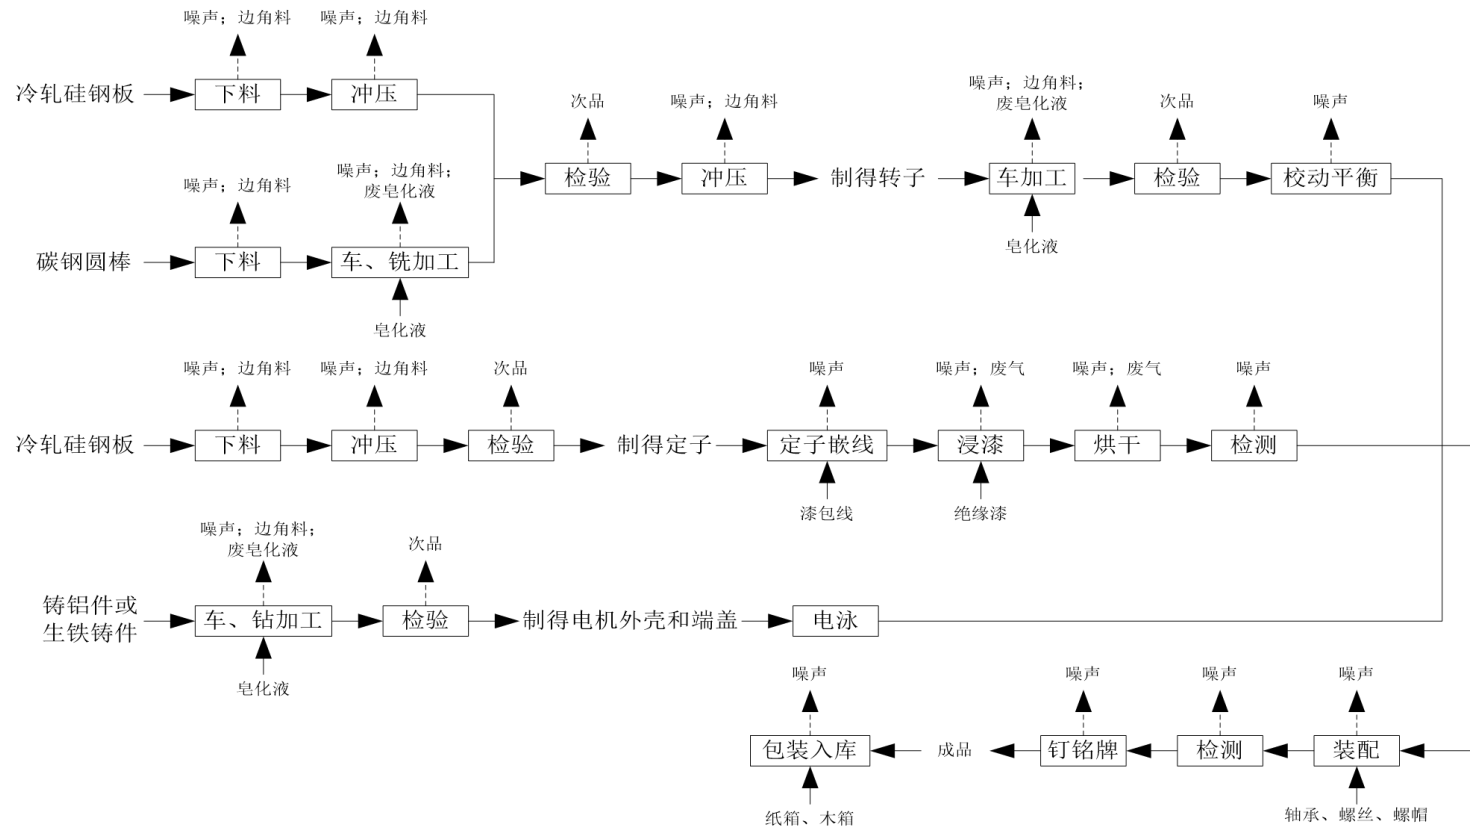 噪声；边角料
噪声；边角料
冷轧硅钢板
下料
冲压
噪声；边角料
噪声；边角料；
废皂化液
碳钢圆棒
下料
车、铣加工
皂化液
次品
噪声；边角料
检验
冲压
制得转子
噪声；边角料；
废皂化液
车加工
皂化液
次品
检验
噪声
校动平衡
噪声；边角料
噪声；边角料
次品
冷轧硅钢板
下料
冲压
检验
制得定子
噪声
定子嵌线
漆包线
噪声；废气
浸漆
绝缘漆
噪声；废气
烘干
噪声
检测
噪声；边角料；
废皂化液
铸铝件或
生铁铸件
车、钻加工
皂化液
次品
检验
制得电机外壳和端盖
电泳
噪声
噪声
噪声
噪声
包装入库
成品
钉铭牌
检测
装配
纸箱、木箱
轴承、螺丝、螺帽